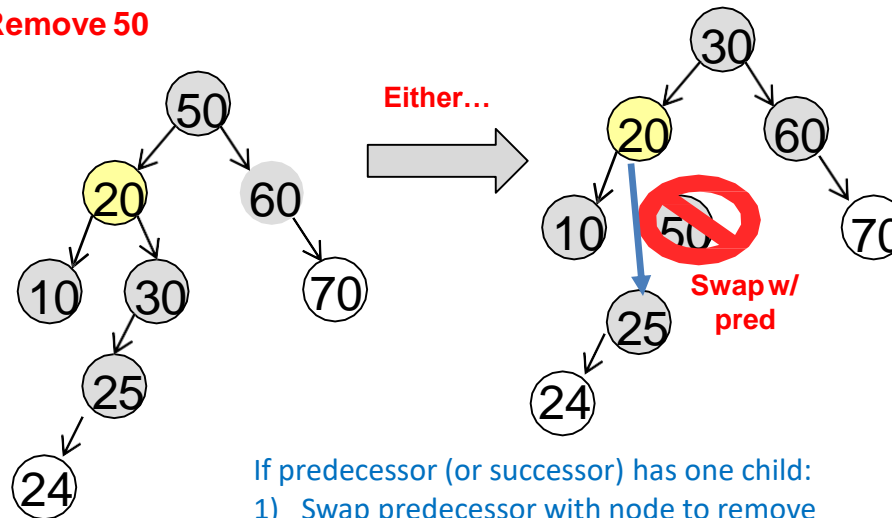 Remove 50
Either…
50
20
60
10
30
70
25
24
30
20
60
10
50
70
Swap w/
pred
25
24
If predecessor (or successor) has one child:
1) Swap predecessor with node to remove